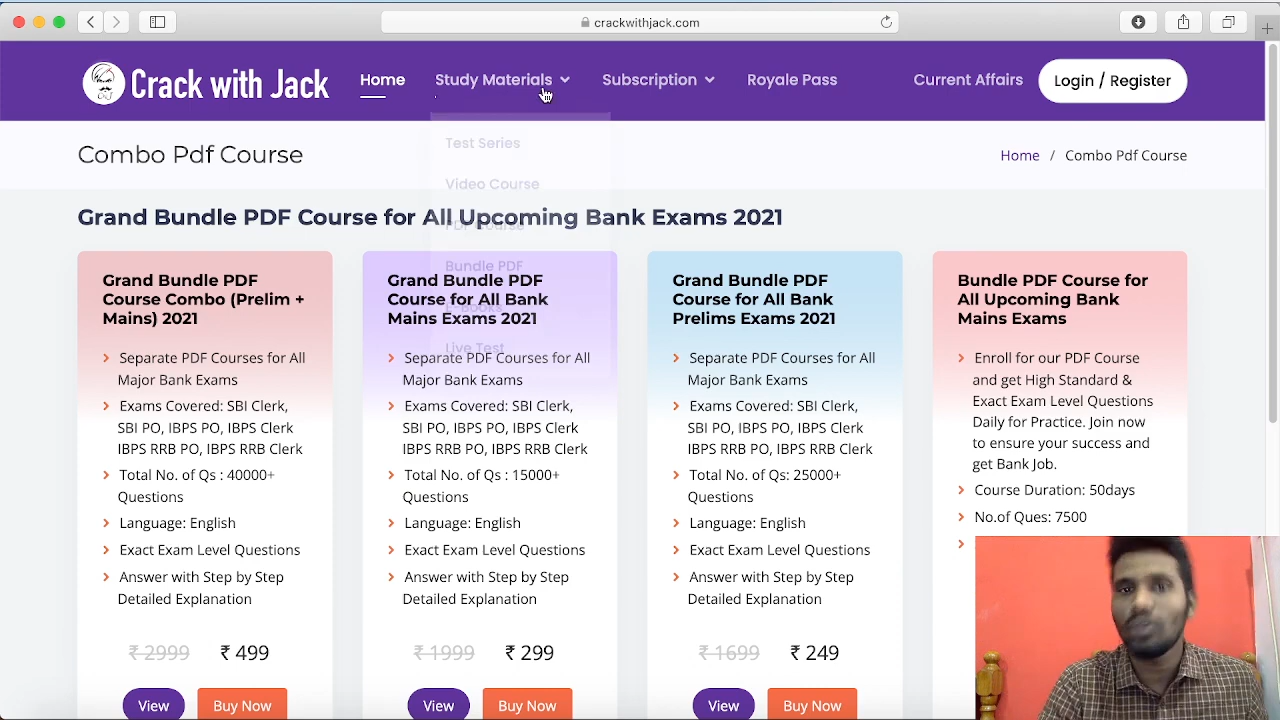 crackwithjack.com
Crack with Jack
Home
Study Materials
Subscription
Royale Pass
Current Affairs
Login / Register
Test Series
Video Course
PDF Course
Bundle PDF
E-Books
Live Test
Combo Pdf Course
Home / Combo Pdf Course
Grand Bundle PDF Course for All Upcoming Bank Exams 2021
Grand Bundle PDF
Course Combo (Prelim +
Mains) 2021
Separate PDF Courses for All
Major Bank Exams
Exams Covered: SBI Clerk,
SBI PO, IBPS PO, IBPS Clerk
IBPS RRB PO, IBPS RRB Clerk
Total No. of Qs : 40000+
Questions
Language: English
Exact Exam Level Questions
Answer with Step by Step
Detailed Explanation
₹ 2999 ₹ 499
View
Buy Now
Grand Bundle PDF
Course for All Bank
Mains Exams 2021
Separate PDF Courses for All
Major Bank Exams
Exams Covered: SBI Clerk,
SBI PO, IBPS PO, IBPS Clerk
IBPS RRB PO, IBPS RRB Clerk
Total No. of Qs : 15000+
Questions
Language: English
Exact Exam Level Questions
Answer with Step by Step
Detailed Explanation
₹ 1999 ₹ 299
View
Buy Now
Grand Bundle PDF
Course for All Bank
Prelims Exams 2021
Separate PDF Courses for All
Major Bank Exams
Exams Covered: SBI Clerk,
SBI PO, IBPS PO, IBPS Clerk
IBPS RRB PO, IBPS RRB Clerk
Total No. of Qs: 25000+
Questions
Language: English
Exact Exam Level Questions
Answer with Step by Step
Detailed Explanation
₹ 1699 ₹ 249
View
Buy Now
Bundle PDF Course for
All Upcoming Bank
Mains Exams
Enroll for our PDF Course
and get High Standard &
Exact Exam Level Questions
Daily for Practice. Join now
to ensure your success and
get Bank Job.
Course Duration: 50days
No.of Ques: 7500